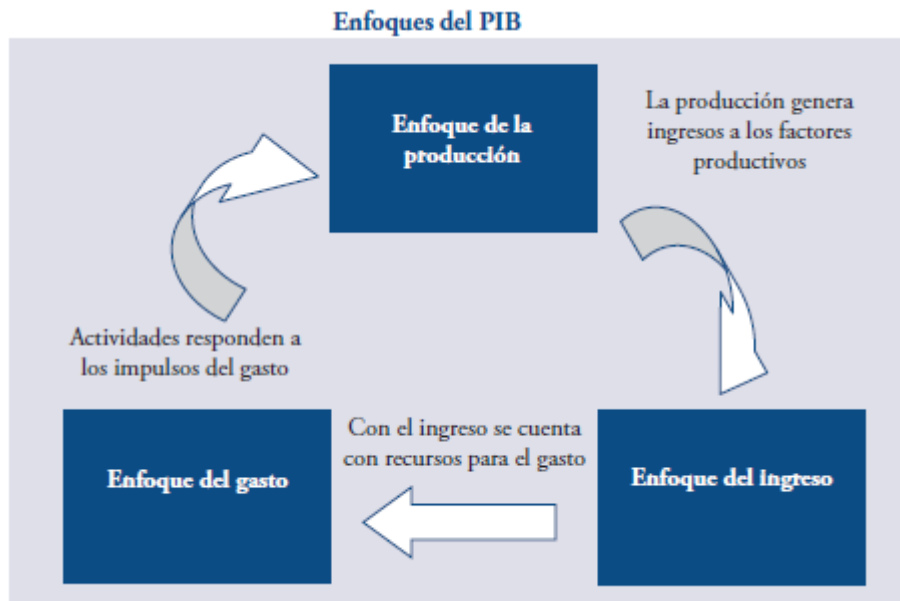 Enfoques del PIB
Enfoque de la
producción
La producción genera
ingresos a los factores
productivos
Actividades responden a
los impulsos del gasto
Con el ingreso se cuenta
con recursos para el gasto
Enfoque del gasto
Enfoque del ingreso